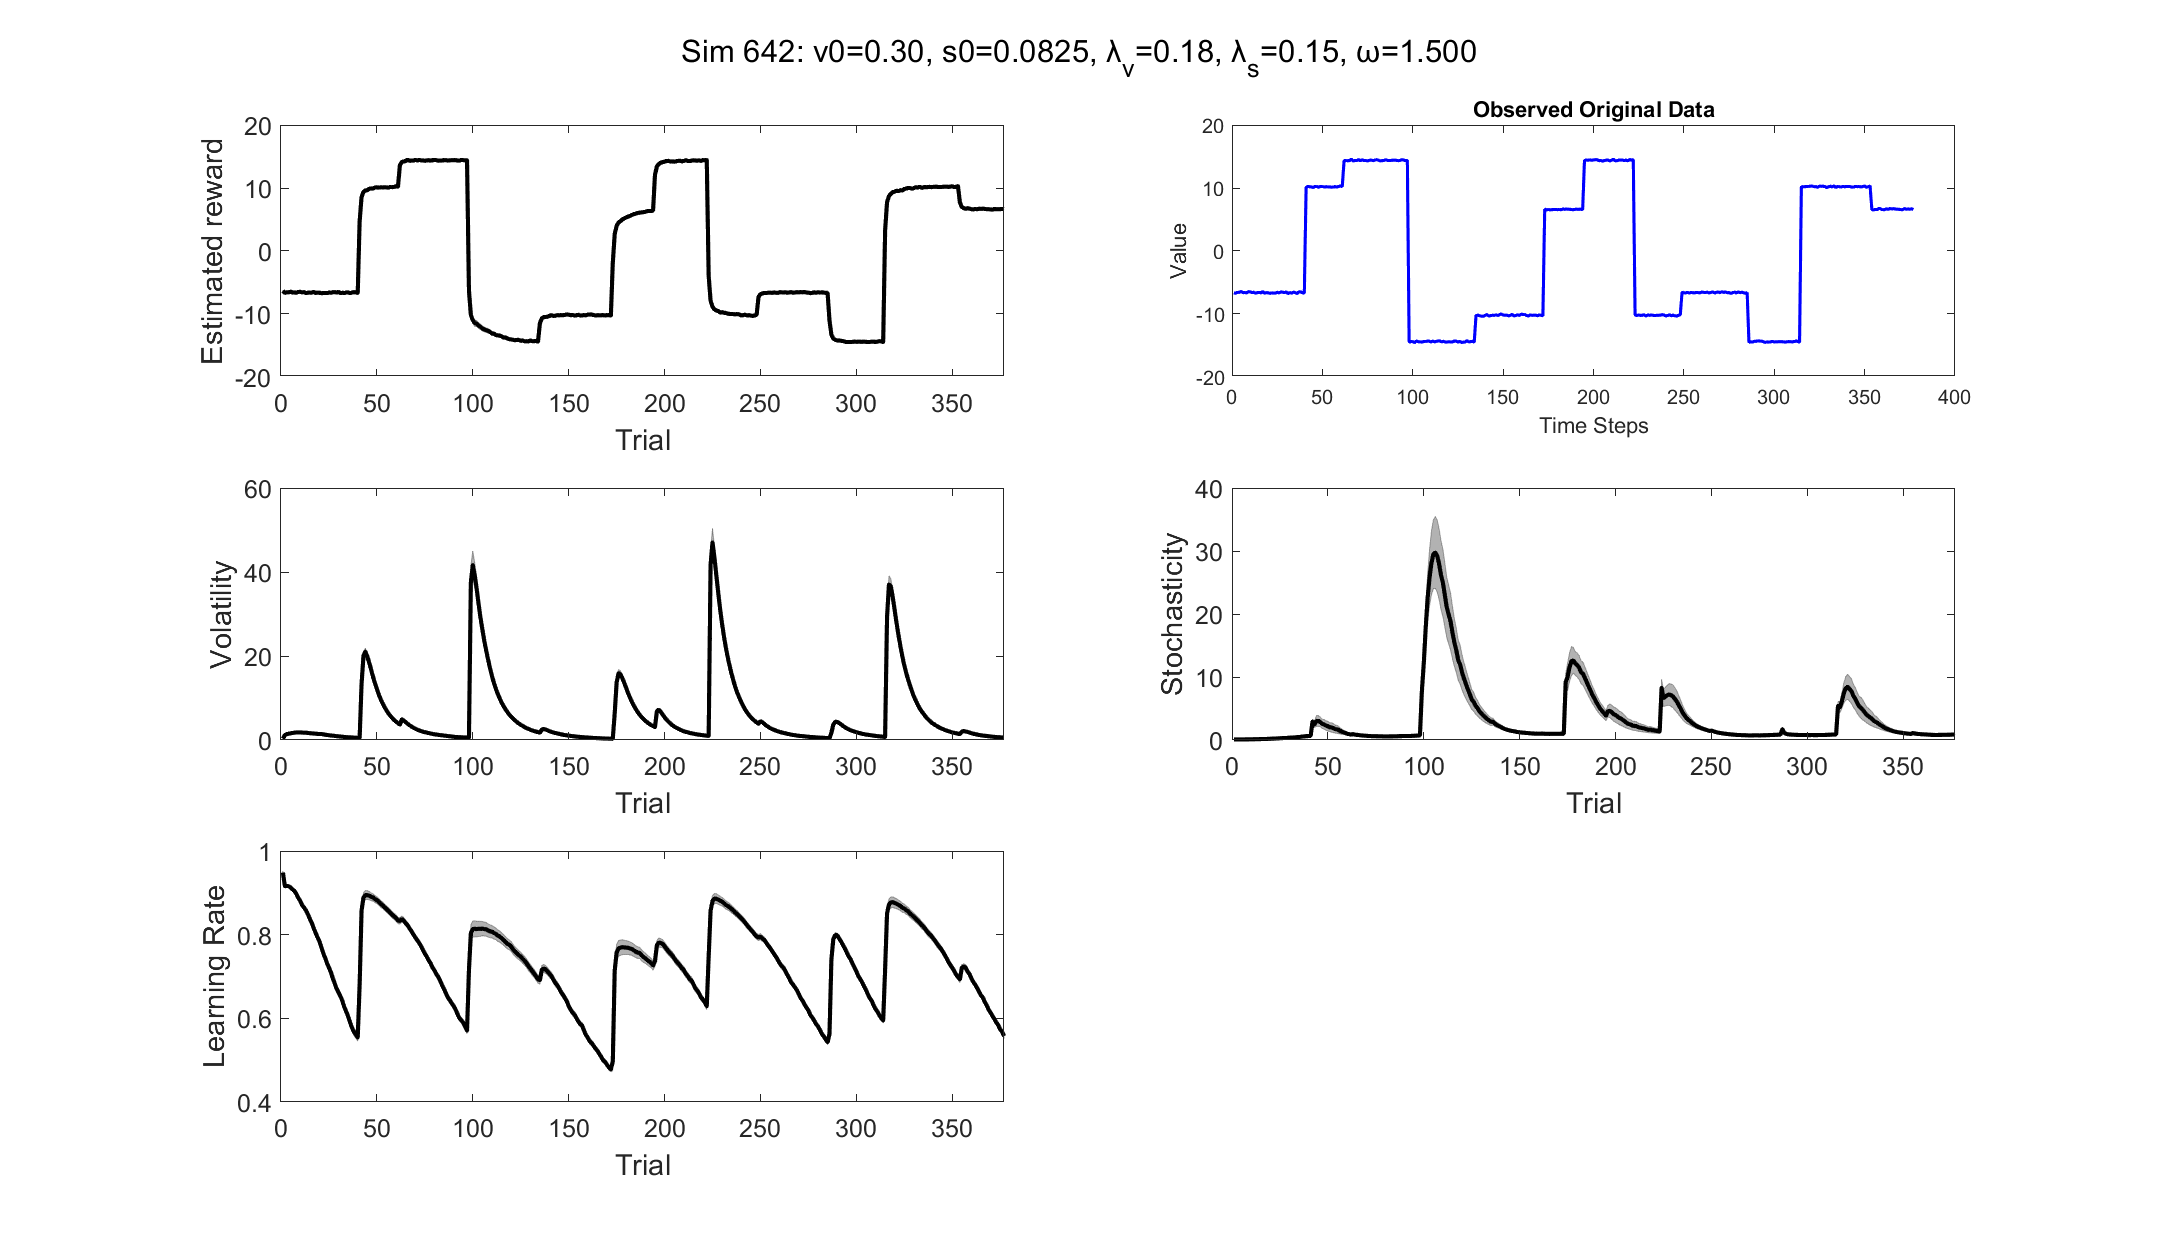 Sim 642: v0=0.30, s0=0.0825, λv=0.18, λs=0.15, ω=1.500
20
10
0
-10
-20
Estimated reward
0 50 100 150 200 250 300 350
Trial
Observed Original Data
20
10
0
-10
-20
Value
0 50 100 150 200 250 300 350 400
Time Steps
60
40
20
0
Volatility
0 50 100 150 200 250 300 350
Trial
40
30
20
10
0
Stochasticity
0 50 100 150 200 250 300 350
Trial
1
0.8
0.6
0.4
Learning Rate
0 50 100 150 200 250 300 350
Trial